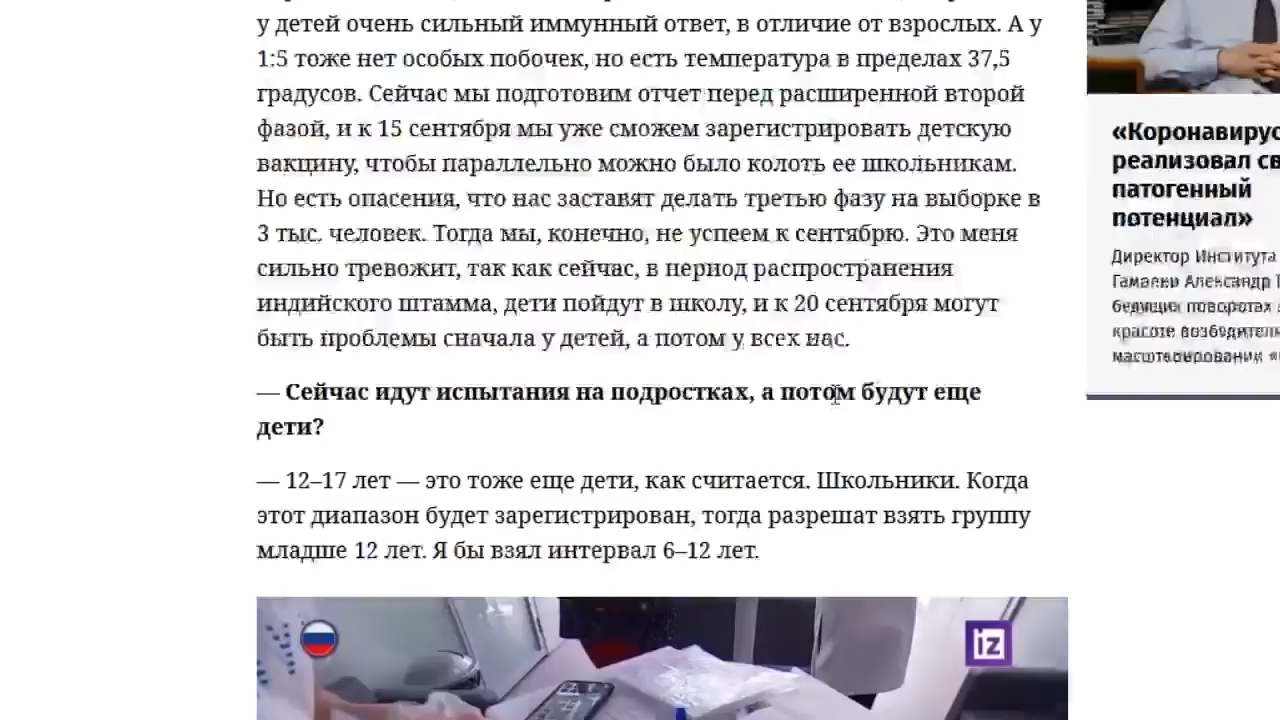 у детей очень сильный иммунный ответ, в отличие от взрослых. А у
1:5 тоже нет особых побочек, но есть температура в пределах 37,5
градусов. Сейчас мы подготовим отчет перед расширенной второй
фазой, и к 15 сентября мы уже сможем зарегистрировать детскую
вакцину, чтобы параллельно можно было колоть ее школьникам.
Но есть опасения, что нас заставят делать третью фазу на выборке в
3 тыс. человек. Тогда мы, конечно, не успеем к сентябрю. Это меня
сильно тревожит, так как сейчас, в период распространения
индийского штамма, дети пойдут в школу, и к 20 сентября могут
быть проблемы сначала у детей, а потом у всех нас.
— Сейчас идут испытания на подростках, а потом будут еще
дети?
— 12–17 лет — это тоже еще дети, как считается. Школьники. Когда
этот диапазон будет зарегистрирован, тогда разрешат взять группу
младше 12 лет. Я бы взял интервал 6–12 лет.
iz
«Коронавирус
реализовал
патогенный
потенциал»
Директор Института
Гамалеи Александр
будущих поворотах
красоте